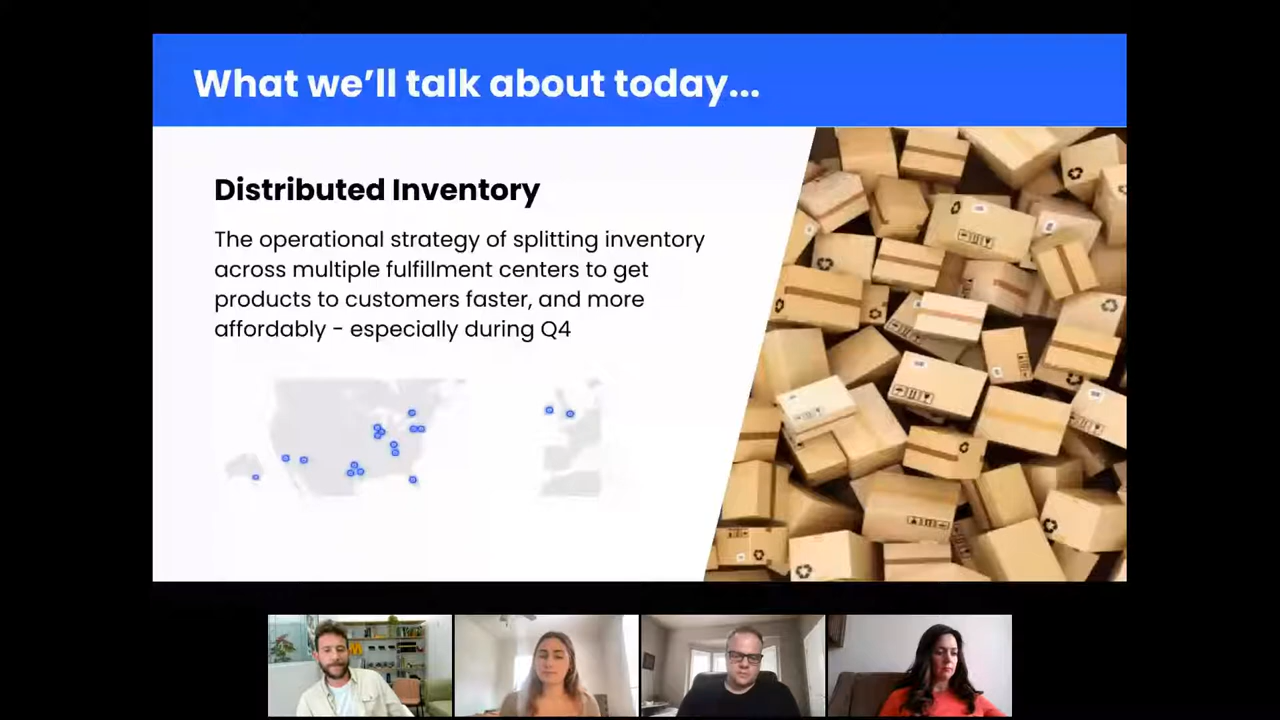 What we’ll talk about today...
Distributed Inventory
The operational strategy of splitting inventory
across multiple fulfillment centers to get
products to customers faster, and more
affordably - especially during Q4